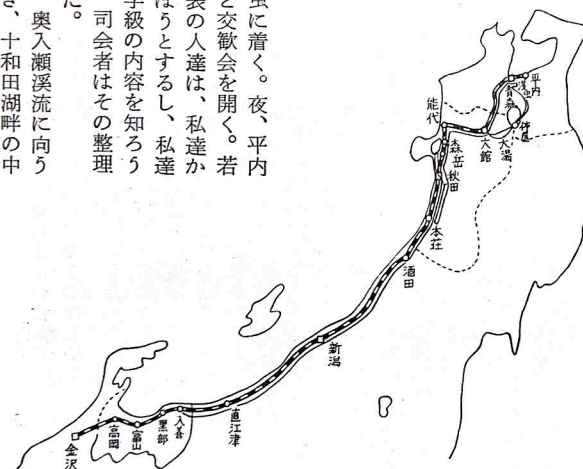 虫に着く。夜、平内
と交歓会を開く。若
装の人達は、私達か
ぼうとするし、私達
学級の内容を知ろう
司会者はその整理
た。
奥入瀬渓流に向う
き、十和田湖畔の中
平内
浅虫
青森
大湯
大館
能代
森岳
秋田
本荘
酒田
新潟
直江津
入善
黒部
富山
高岡
金沢